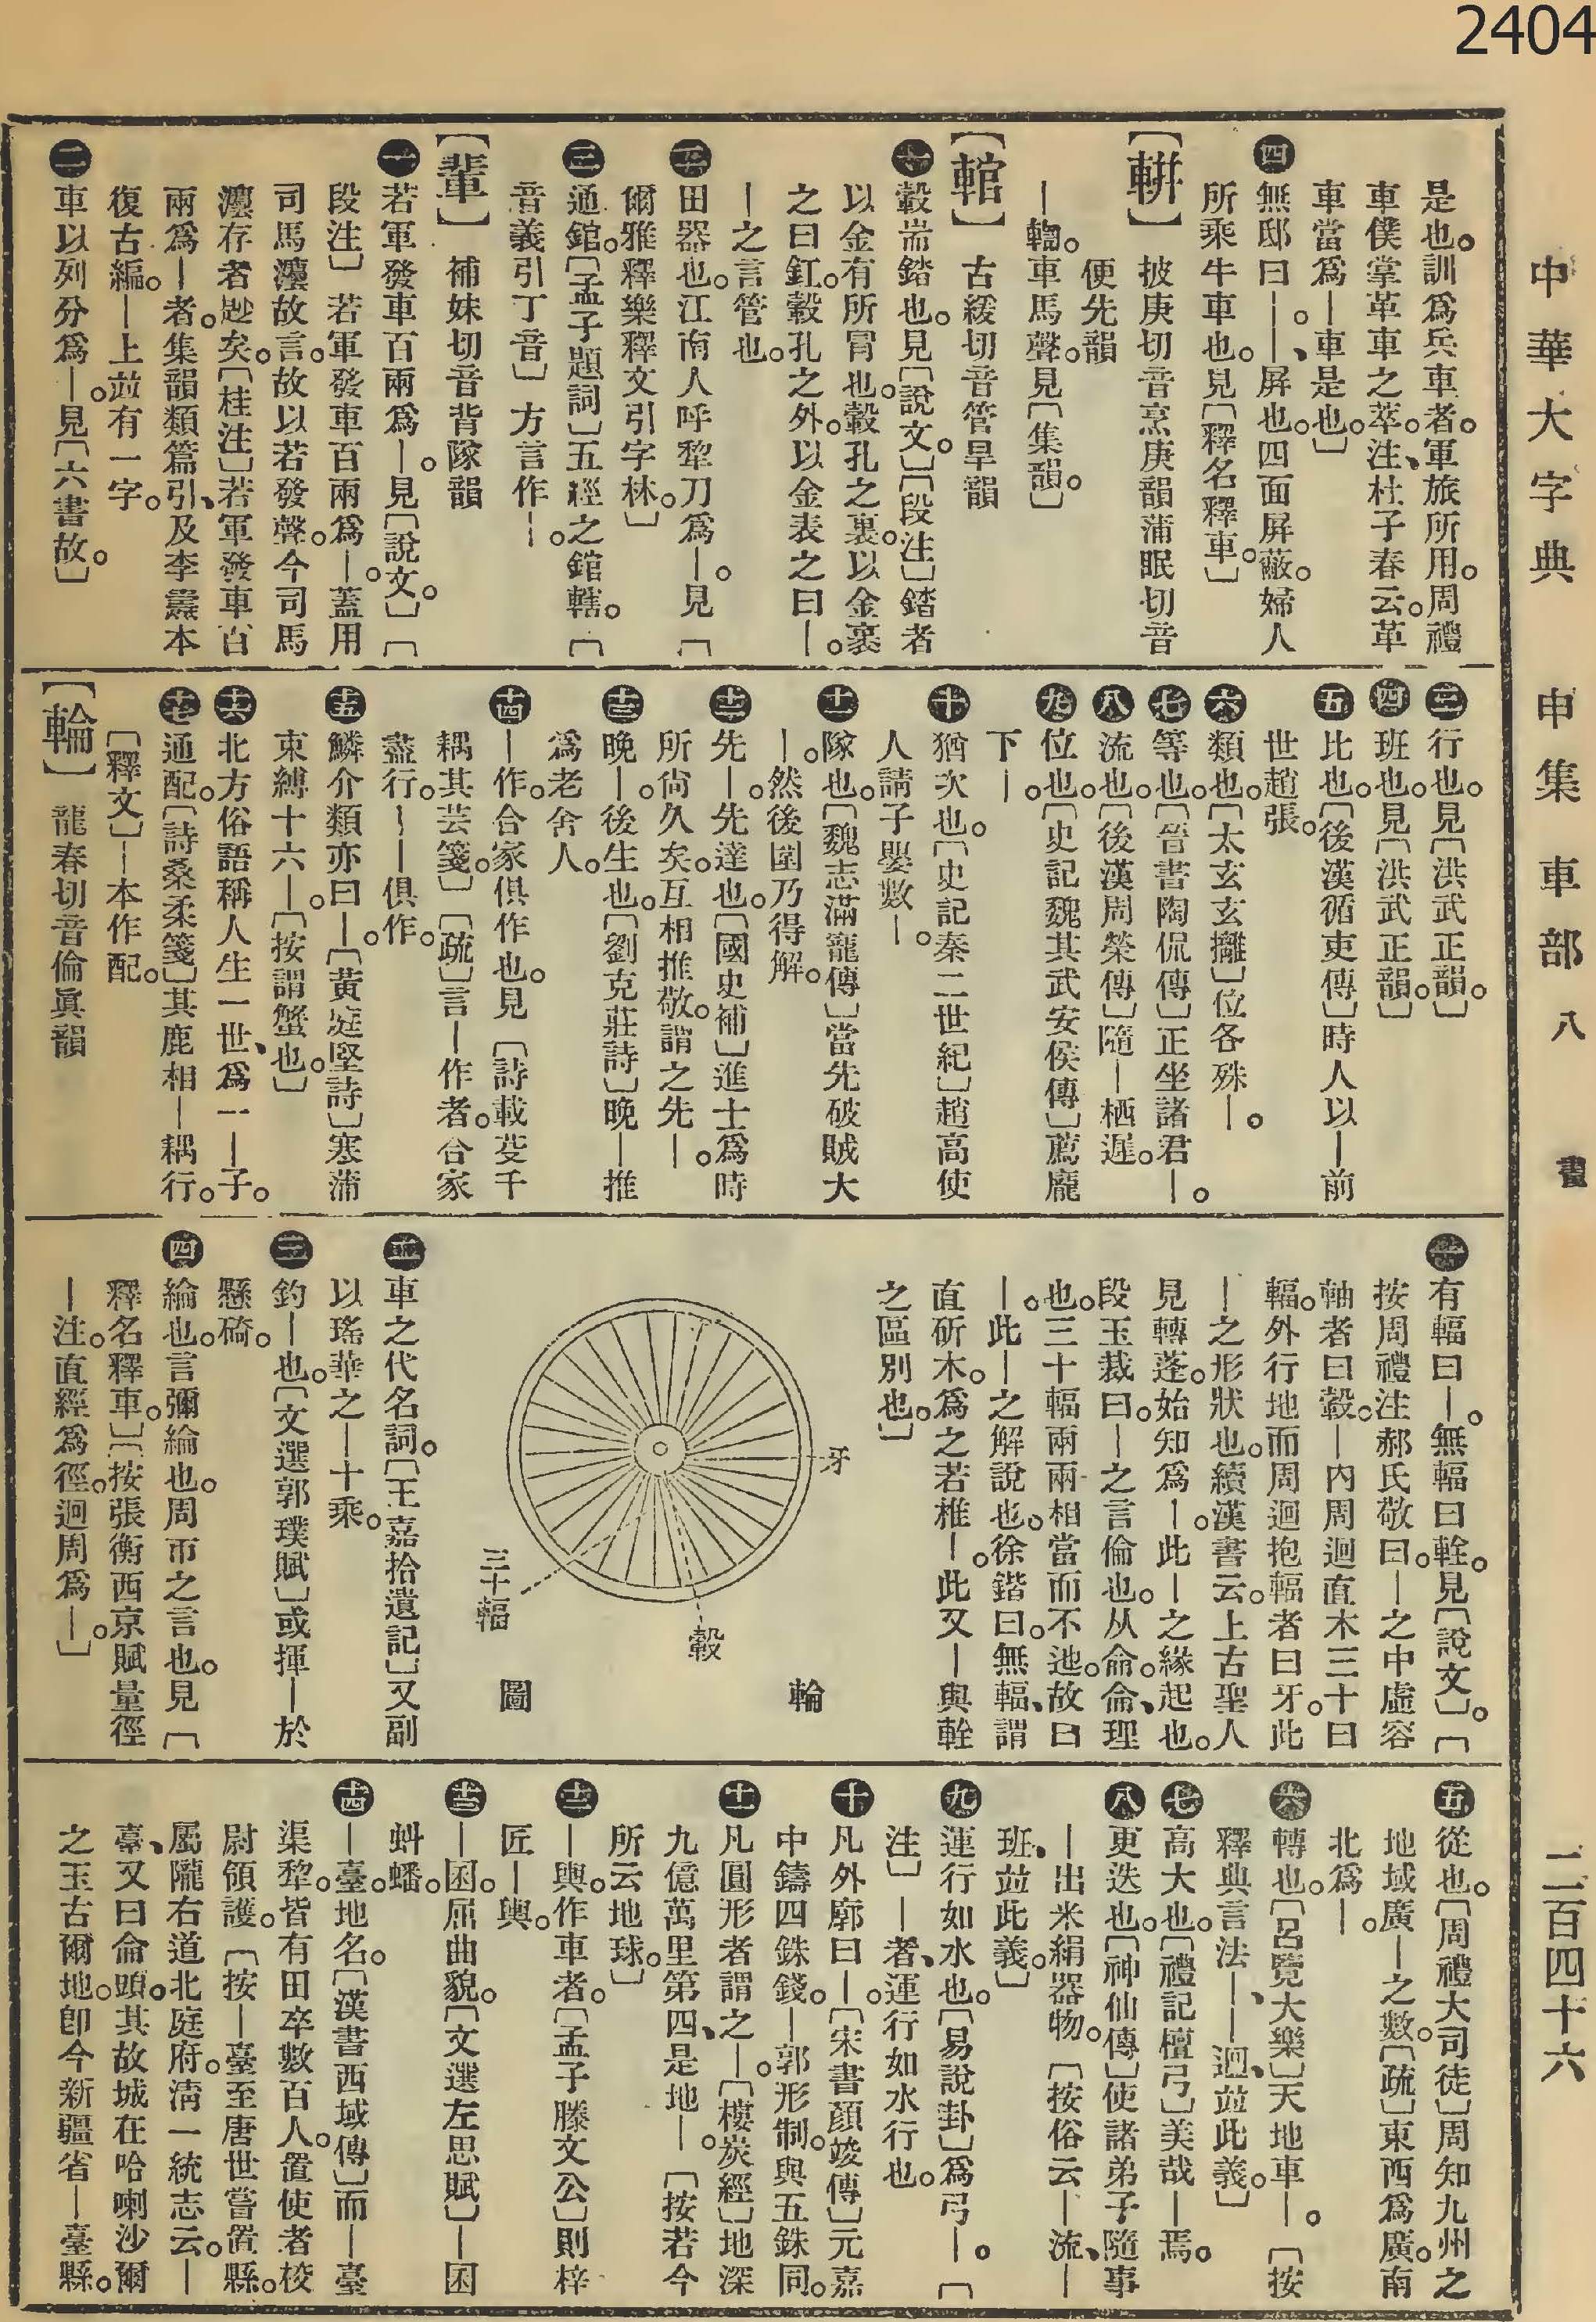 2404
中華大字典　申集　車部　八畫　二百四十六
是也。訓爲兵車者。軍旅所用。周禮
車僕掌革車之萃。注、杜子春云。革
車當爲—車是也。〕
四 無邸曰——、屏也。四面屏蔽。婦人
所乘牛車也。見〔釋名釋車。〕
【軿】披庚切音烹庚韻蒲眠切音
便先韻
—輷。車馬聲。見〔集韻。〕
【輨】古緩切音管旱韻
一 轂耑錔也。見〔說文。〕〔段注〕錔者
以金有所冒也。轂孔之裏。以金裹
之曰釭。轂孔之外。以金表之曰—。
—之言管也。
二 田器也。江南人呼犂刀爲—。見〔
爾雅釋樂釋文引字林。〕
三 通錧。〔孟子題詞〕五經之錧轄。〔
音義引丁音〕方言作—。
【輩】補妹切音背隊韻
一 若軍發車百兩爲—。見〔說文。〕〔
段注〕若軍發車百兩爲—。蓋用
司馬灋故言。故以若發聲。今司馬
灋存者尟矣。〔桂注〕若軍發車百
兩爲—者。集韻類篇引、及李燾本
復古編。—上竝有一字。
二 車以列分爲—。見〔六書故。〕
三 行也。見〔洪武正韻。〕
四 班也。見〔洪武正韻。〕
五 比也。〔後漢循吏傳〕時人以—前
世趙張。
六 類也。〔太玄玄攡〕位各殊—。
七 等也。〔晉書陶侃傳〕正坐諸君—。
八 流也。〔後漢周榮傳〕隨—栖遲。
九 位也。〔史記魏其武安侯傳〕薦寵
下—。
十 猶次也。〔史記秦二世紀〕趙高使
人請子嬰數—。
十一 隊也。〔魏志滿寵傳〕當先破賊大
—。然後圍乃得解。
十二 先—。先達也。〔國史補〕進士爲時
所尙久矣。互相推敬。謂之先—。
十三 晚—。後生也。〔劉克莊詩〕晚—推
爲老舍人。
十四 —作。合家俱作也。見〔詩載芟千
耦其芸箋。〕〔疏〕言—作者。合家
盡行。——俱作。
十五 鱗介類亦曰—。〔黃庭堅詩〕寒蒲
束縛十六—。〔按謂蟹也。〕
十六 北方俗語稱人生一世、爲一—子。
十七 通配。〔詩桑柔箋〕其鹿相—耦行。
〔釋文〕—本作配。
【輪】龍春切音倫眞韻
一 有輻曰—。無輻曰輇。見〔說文。〕〔
按周禮注郝氏敬曰。—之中虛容
軸者曰轂。—內周迴直木三十曰
輻。外行地而周迴抱輻者曰牙。此
—之形狀也。續漢書云。上古聖人
見轉蓬。始知爲—。此—之緣起也。
段玉裁曰。—之言倫也。从侖。侖、理
也。三十輻兩兩相當而不迆。故曰
—。此—之解說也。徐鍇曰。無輻、謂
直斫木。爲之若椎—。此又—與輇
之區別也。〕
牙
轂
三十輻
輪圖
二 車之代名詞。〔王嘉拾遺記〕又副
以瑤華之—十乘。
三 釣—也。〔文選郭璞賦〕或揮—於
懸碕。
四 綸也。言彌綸也。周帀之言也。見〔
釋名釋車。〕〔按張衡西京賦量徑
—注。直經爲徑。迴周爲—。〕
五 從也。〔周禮大司徒〕周知九州之
地域廣—之數。〔疏〕東西爲廣。南
北爲—。
六 轉也。〔呂覽大樂〕天地車—。〔按
釋典言法—、—迴、竝此義。〕
七 高大也。〔禮記檀弓〕美哉—焉。
八 更迭也。〔神仙傳〕使諸弟子隨事
—出米絹器物。〔按俗云—流、—
班、竝此義。〕
九 運行如水也。〔易說卦〕爲弓—。〔
注〕—者、運行如水行也。
十 凡外廓曰—。〔宋書顏竣傳〕元嘉
中鑄四銖錢。—郭形制。與五銖同。
十一 凡圓形者謂之—。〔樓炭經〕地深
九億萬里第四、是地—。〔按若今
所云地球。〕
十二 —輿。作車者。〔孟子滕文公〕則梓
匠—輿。
十三 —囷。屈曲貌。〔文選左思賦〕—囷
虯蟠。
十四 —臺。地名。〔漢書西域傳〕而—臺
渠犂。皆有田卒數百人。置使者校
尉領護。〔按—臺至唐世嘗置縣。
屬隴右道北庭府。淸一統志云。—
臺、又曰侖頭。其故城在哈喇沙爾
之玉古爾地。卽今新疆省—臺縣。